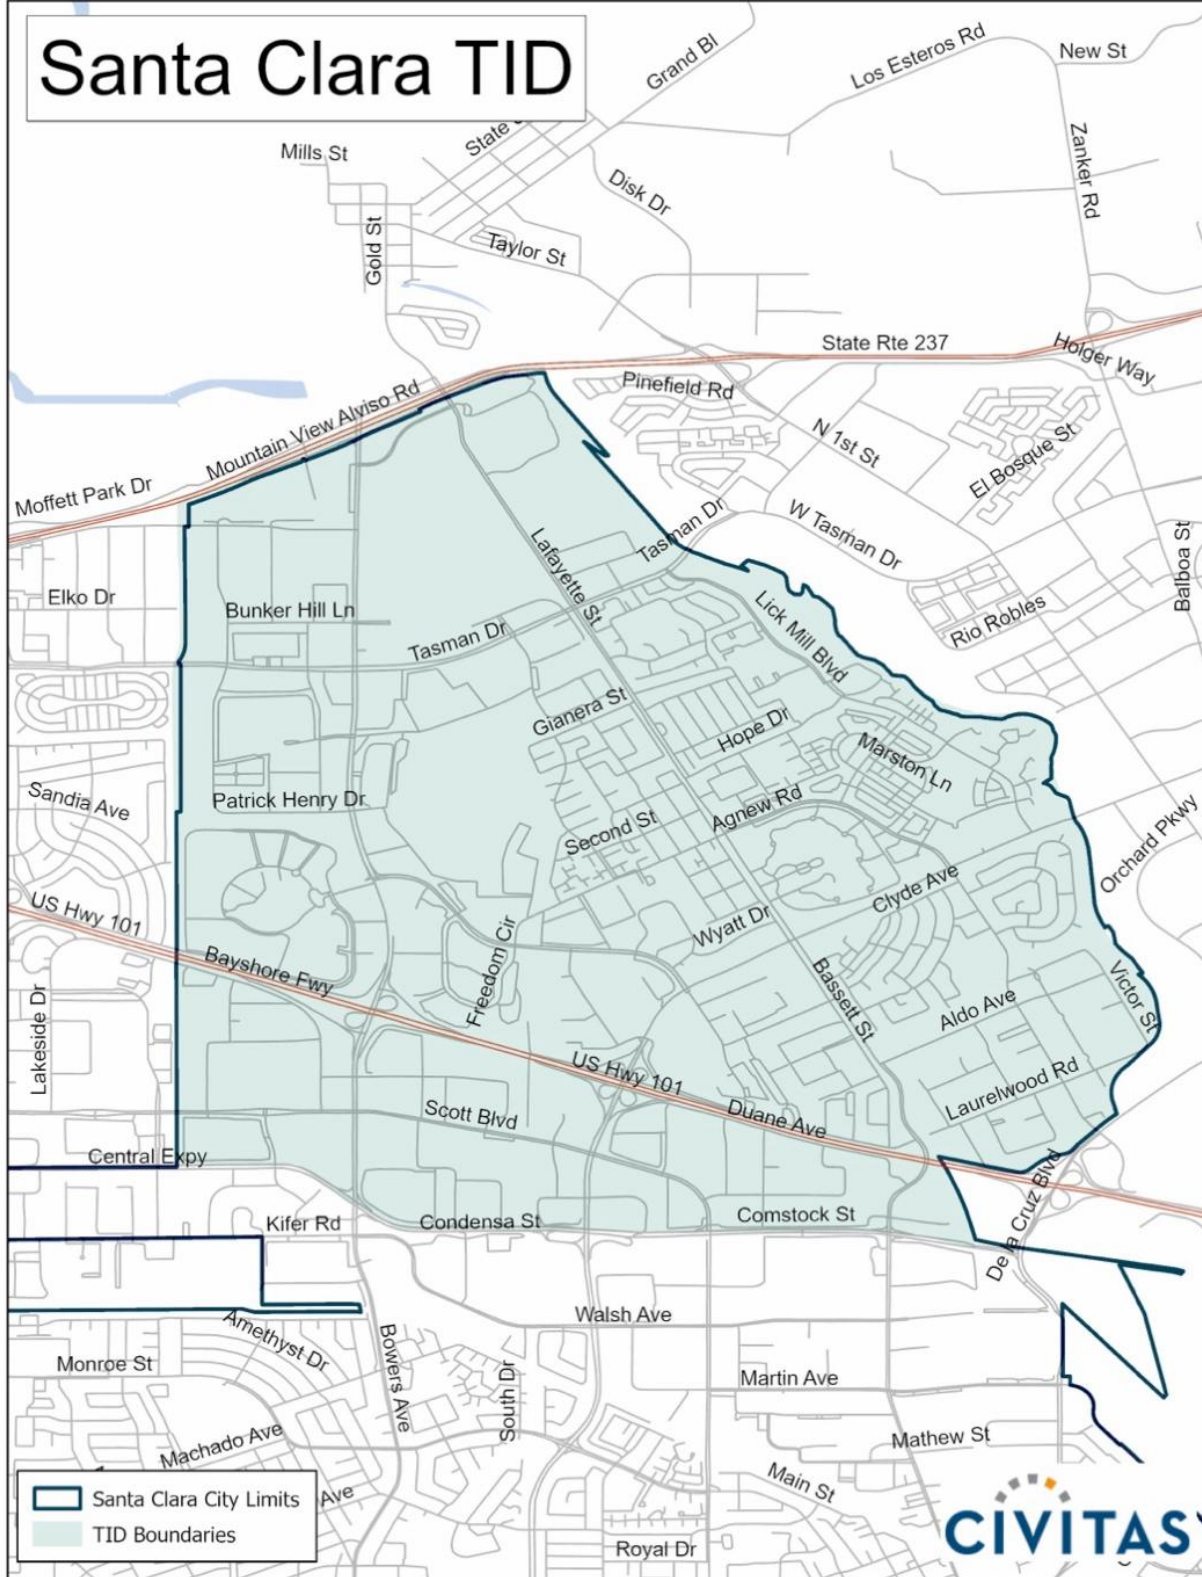 Santa Clara TID
Grand Bl
Los Esteros Rd
New St
State
Mills St
Zanker Rd
Disk Dr
Gold St
Taylor St
State Rte 237
Holger Way
Pinefield Rd
Mountain View Alviso Rd
N 1st St
El Bosque St
Moffett Park Dr
Tasman Dr
W Tasman Dr
Lafayette St
Balboa St
Elko Dr
Bunker Hill Ln
Lick Mill Blvd
Rio Robles
Tasman Dr
Gianera St
Hope Dr
Marston Ln
Sandia Ave
Patrick Henry Dr
Agnew Rd
Second St
Orchard Pkwy
Clyde Ave
US Hwy 101
Wyatt Dr
Bayshore Fwy
Freedom Cir
Bassett St
Victor St
Aldo Ave
Lakeside Dr
US Hwy 101
Laurelwood Rd
Scott Blvd
Duane Ave
Central Expy
De la Cruz Blvd
Kifer Rd
Condensa St
Comstock St
Walsh Ave
Amethyst Dr
Monroe St
Bowers Ave
South Dr
Martin Ave
Machado Ave
Mathew St
Main St
Ave
Santa Clara City Limits
TID Boundaries
Royal Dr
CIVITAS